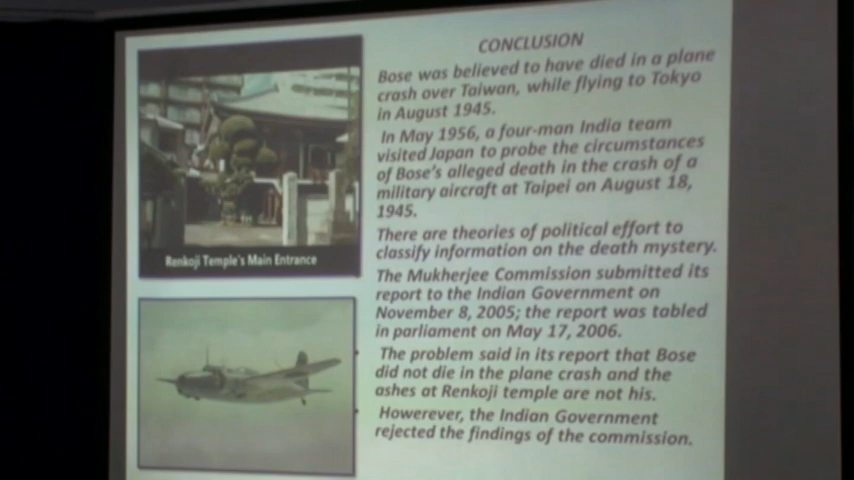 CONCLUSION
Bose was believed to have died in a plane
crash over Taiwan, while flying to Tokyo
in August 1945.
In May 1956, a four-man India team
visited Japan to probe the circumstances
of Bose's alleged death in the crash of a
military aircraft at Taipei on August 18,
1945.
There are theories of political effort to
classify information on the death mystery.
The Mukherjee Commission submitted its
report to the Indian Government on
November 8, 2005; the report was tabled
in parliament on May 17, 2006.
The problem said in its report that Bose
did not die in the plane crash and the
ashes at Renkoji temple are not his.
Howerever, the Indian Government
rejected the findings of the commission.
Renkoji Temple's Main Entrance